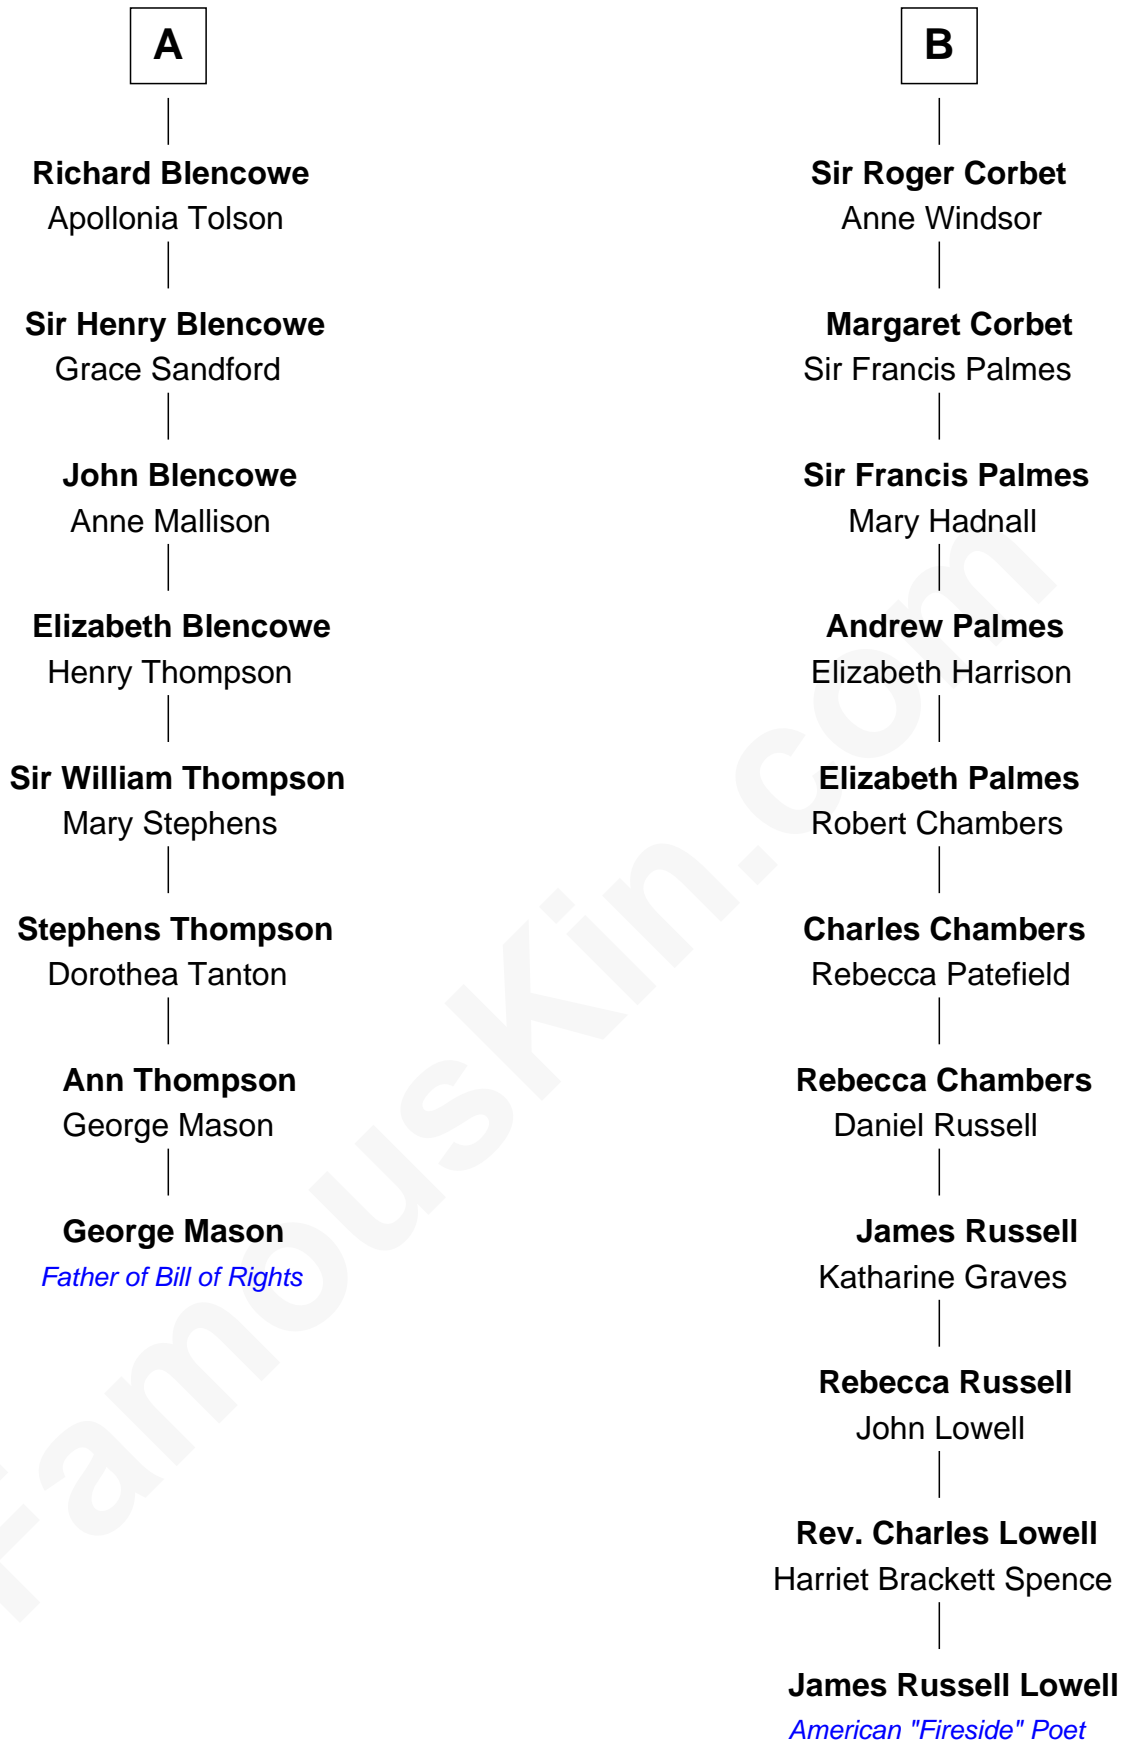 A
Richard Blencowe
Apollonia Tolson
Sir Henry Blencowe
Grace Sandford
John Blencowe
Anne Mallison
Elizabeth Blencowe
Henry Thompson
Sir William Thompson
Mary Stephens
Stephens Thompson
Dorothea Tanton
Ann Thompson
George Mason
George Mason
Father of Bill of Rights
B
Sir Roger Corbet
Anne Windsor
Margaret Corbet
Sir Francis Palmes
Sir Francis Palmes
Mary Hadnall
Andrew Palmes
Elizabeth Harrison
Elizabeth Palmes
Robert Chambers
Charles Chambers
Rebecca Patefield
Rebecca Chambers
Daniel Russell
James Russell
Katharine Graves
Rebecca Russell
John Lowell
Rev. Charles Lowell
Harriet Brackett Spence
James Russell Lowell
American "Fireside" Poet
FamousKin.com